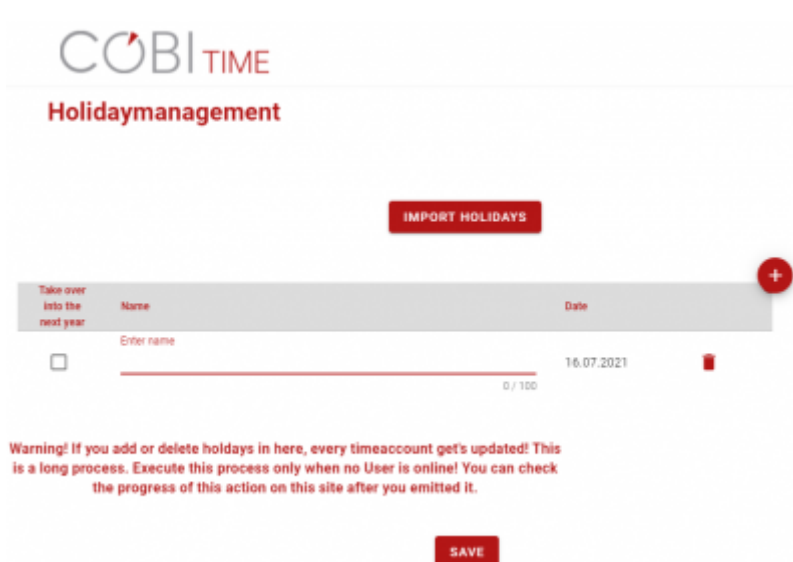 COBI TIME
Holidaymanagement
IMPORT HOLIDAYS
+
Take over
into the
next year
Name
Date
Enter name
16.07.2021
0 / 100
Warning! If you add or delete holdays in here, every timeaccount get's updated! This
is a long process. Execute this process only when no User is online! You can check
the progress of this action on this site after you emitted it.
SAVE